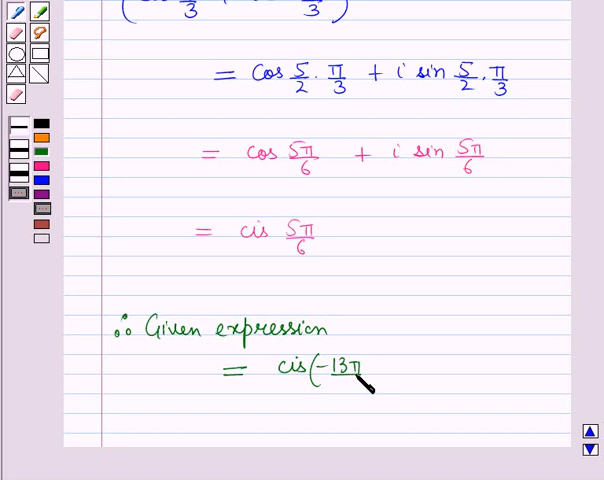 = cos 5/2 . π/3 + i sin 5/2 . π/3
= cos 5π/6 + i sin 5π/6
= cis 5π/6
∴ Given expression
= cis(-13π